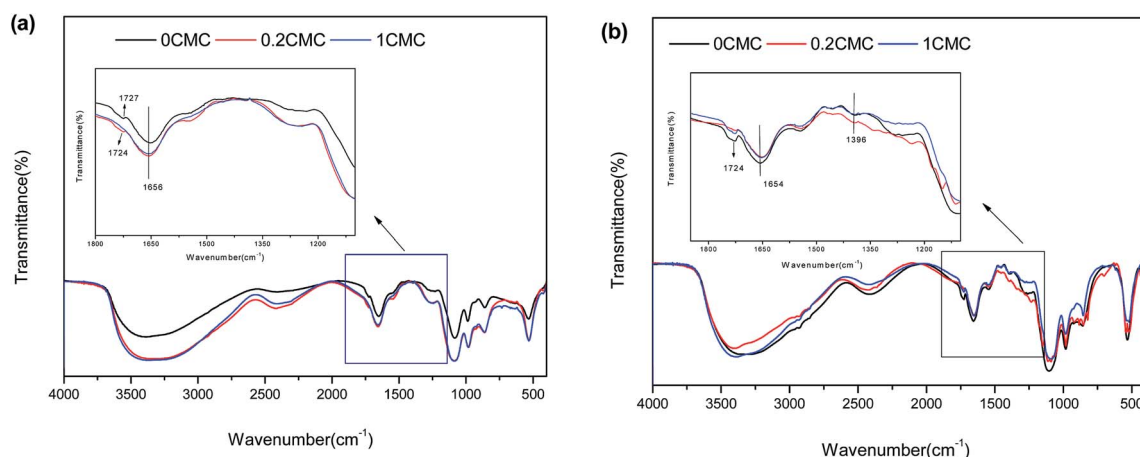 (a)
0CMC 0.2CMC 1CMC
Transmittance(%)
1727
1724
1656
1800 1650 1500 1350 1200
Wavenumber(cm-1)
Transmittance(%)
4000 3500 3000 2500 2000 1500 1000 500
Wavenumber(cm-1)
(b)
0CMC 0.2CMC 1CMC
Transmittance(%)
1724
1654
1396
1800 1650 1500 1350 1200
Wavenumber(cm-1)
Transmittance(%)
4000 3500 3000 2500 2000 1500 1000 500
Wavenumber(cm-1)